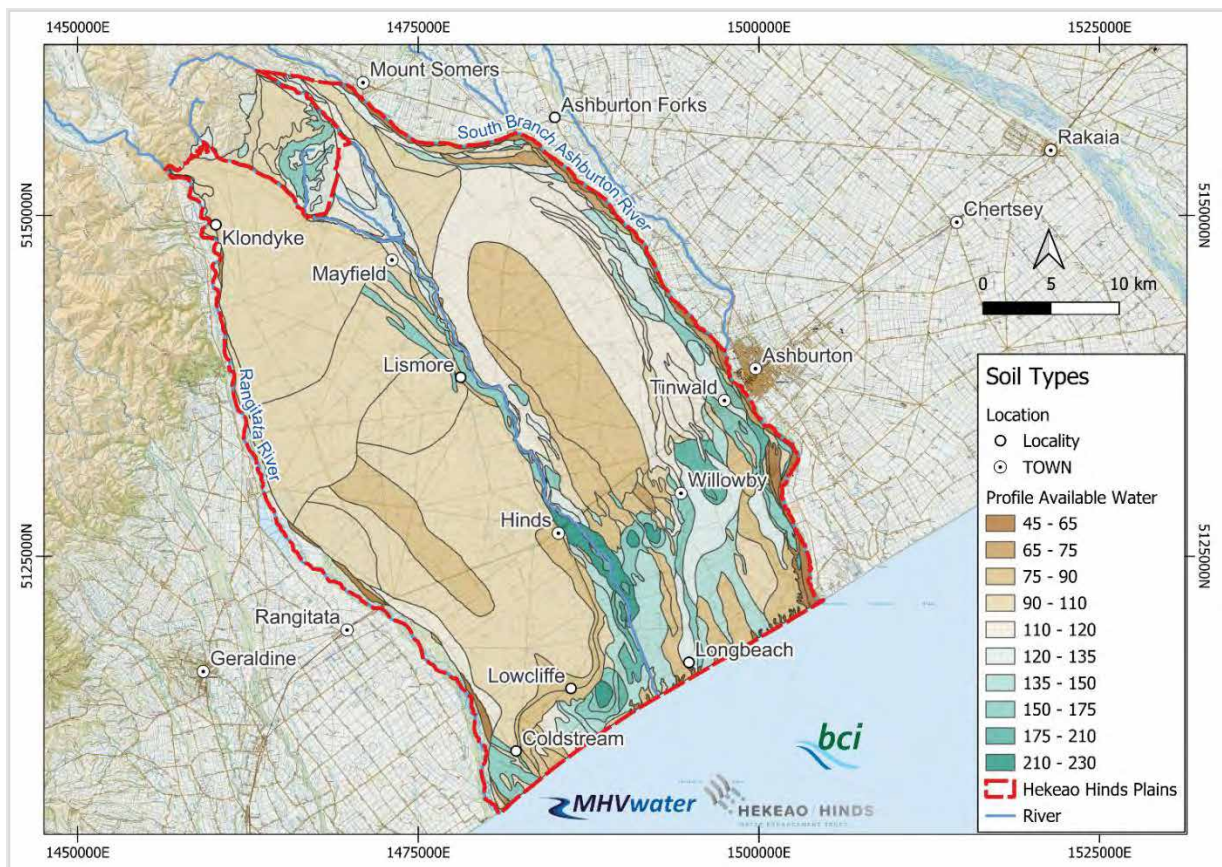 1450000E
1475000E
1500000E
1525000E
Mount Somers
Ashburton Forks
South Branch Ashburton River
Rakaia
5150000N
5150000N
Chertsey
Klondyke
Mayfield
0 5 10 km
Ashburton
Lismore
Tinwald
Rangitata River
Willowby
Hinds
5125000N
5125000N
Rangitata
Geraldine
Longbeach
Lowcliffe
Coldstream
Soil Types
Location
Locality
TOWN
Profile Available Water
45 - 65
65 - 75
75 - 90
90 - 110
110 - 120
120 - 135
135 - 150
150 - 175
175 - 210
210 - 230
Hekeao Hinds Plains
River
bci
MHVwater
HEKEAO / HINDS
1450000E
1475000E
1500000E
1525000E